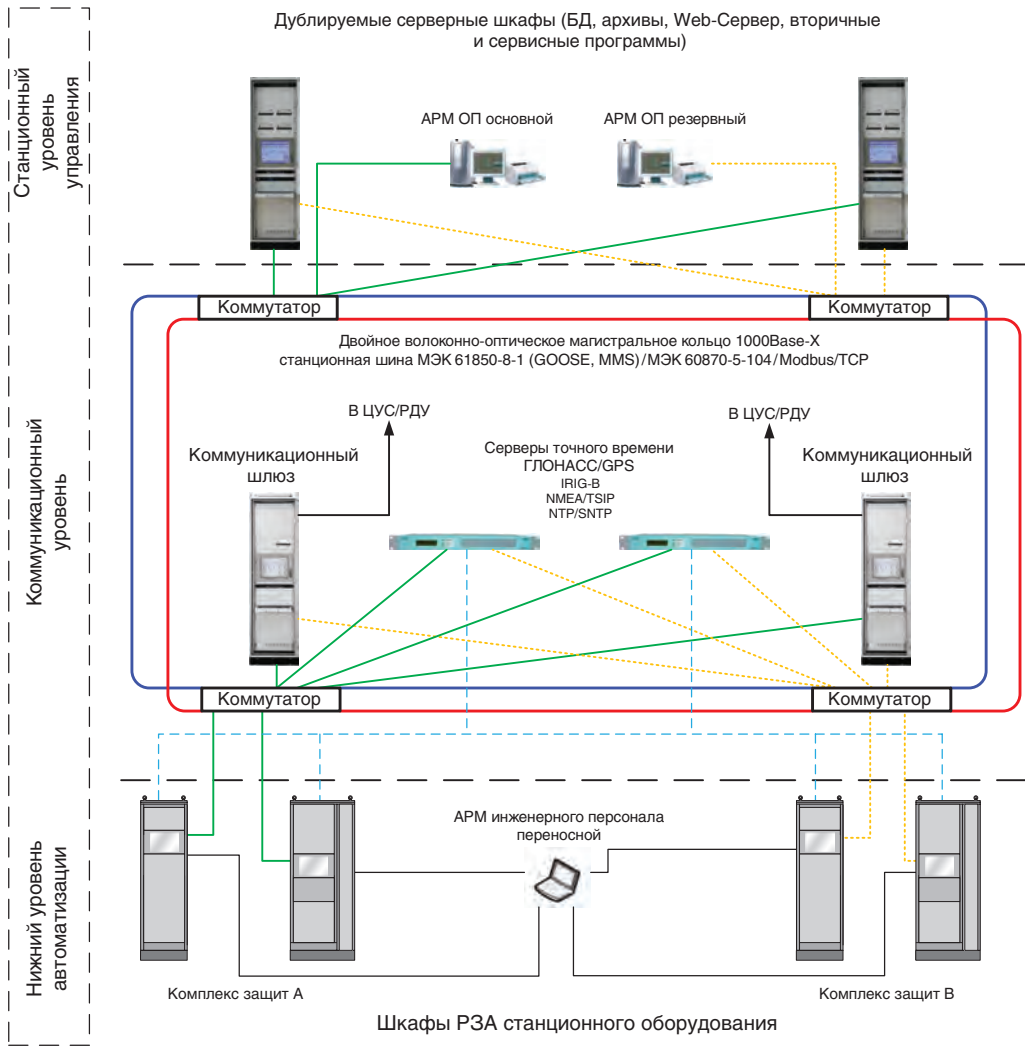 Дублируемые серверные шкафы (БД, архивы, Web-Сервер, вторичные
и сервисные программы)
Станционный
уровень
управления
АРМ ОП основной
АРМ ОП резервный
Коммутатор
Коммутатор
Двойное волоконно-оптическое магистральное кольцо 1000Base-X
станционная шина МЭК 61850-8-1 (GOOSE, MMS)/МЭК 60870-5-104/Modbus/TCP
Коммуникационный
уровень
В ЦУС/РДУ
В ЦУС/РДУ
Коммуникационный
шлюз
Серверы точного времени
ГЛОНАСС/GPS
IRIG-B
NMEA/TSIP
NTP/SNTP
Коммуникационный
шлюз
Коммутатор
Коммутатор
Нижний уровень
автоматизации
АРМ инженерного персонала
переносной
Комплекс защит А
Комплекс защит В
Шкафы РЗА станционного оборудования